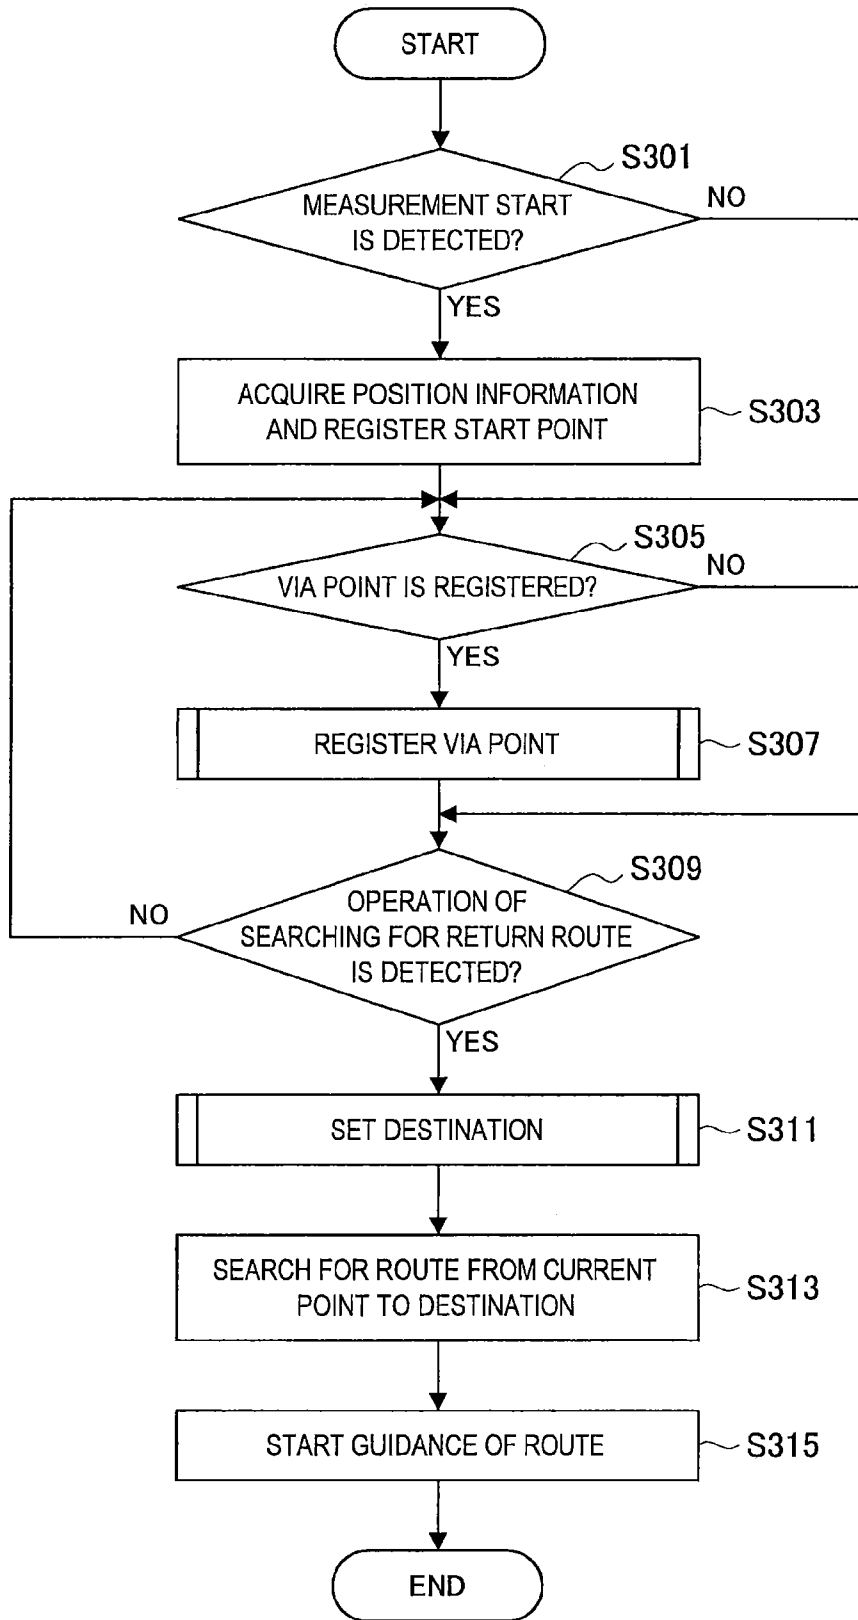 START
S301
MEASUREMENT START
IS DETECTED?
NO
YES
ACQUIRE POSITION INFORMATION
AND REGISTER START POINT
S303
S305
VIA POINT IS REGISTERED?
NO
YES
REGISTER VIA POINT
S307
S309
OPERATION OF
SEARCHING FOR RETURN ROUTE
IS DETECTED?
NO
YES
SET DESTINATION
S311
SEARCH FOR ROUTE FROM CURRENT
POINT TO DESTINATION
S313
START GUIDANCE OF ROUTE
S315
END